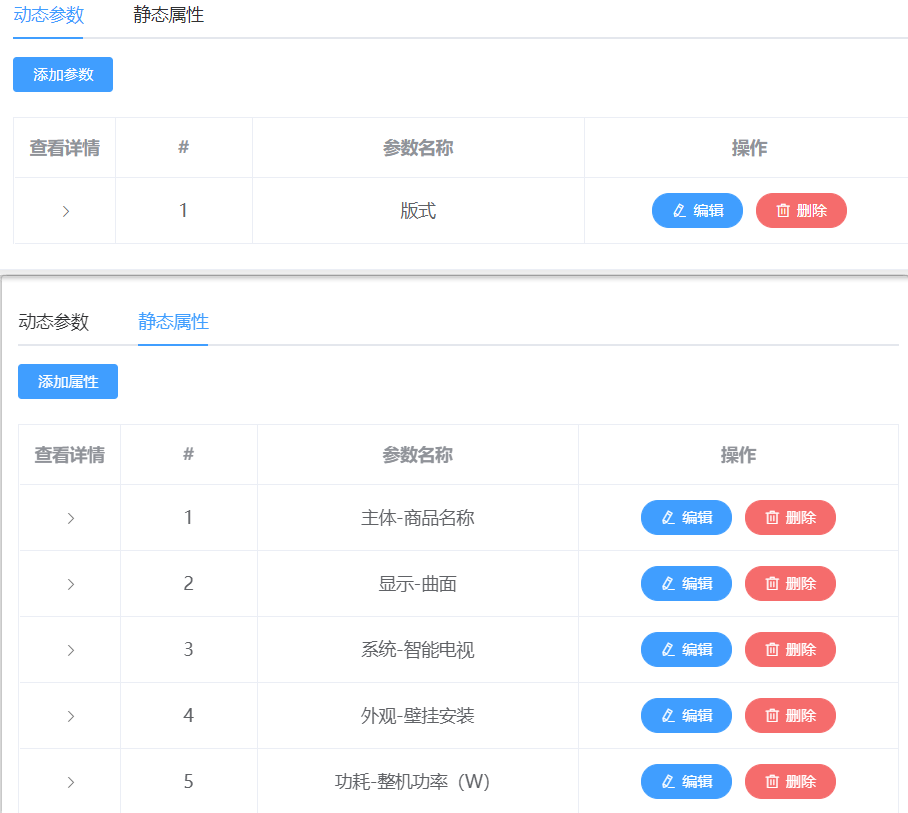 动态参数 静态属性
添加参数
查看详情 # 参数名称 操作
1 版式 编辑 删除
动态参数 静态属性
添加属性
查看详情 # 参数名称 操作
1 主体-商品名称 编辑 删除
2 显示-曲面 编辑 删除
3 系统-智能电视 编辑 删除
4 外观-壁挂安装 编辑 删除
5 功耗-整机功率（W） 编辑 删除